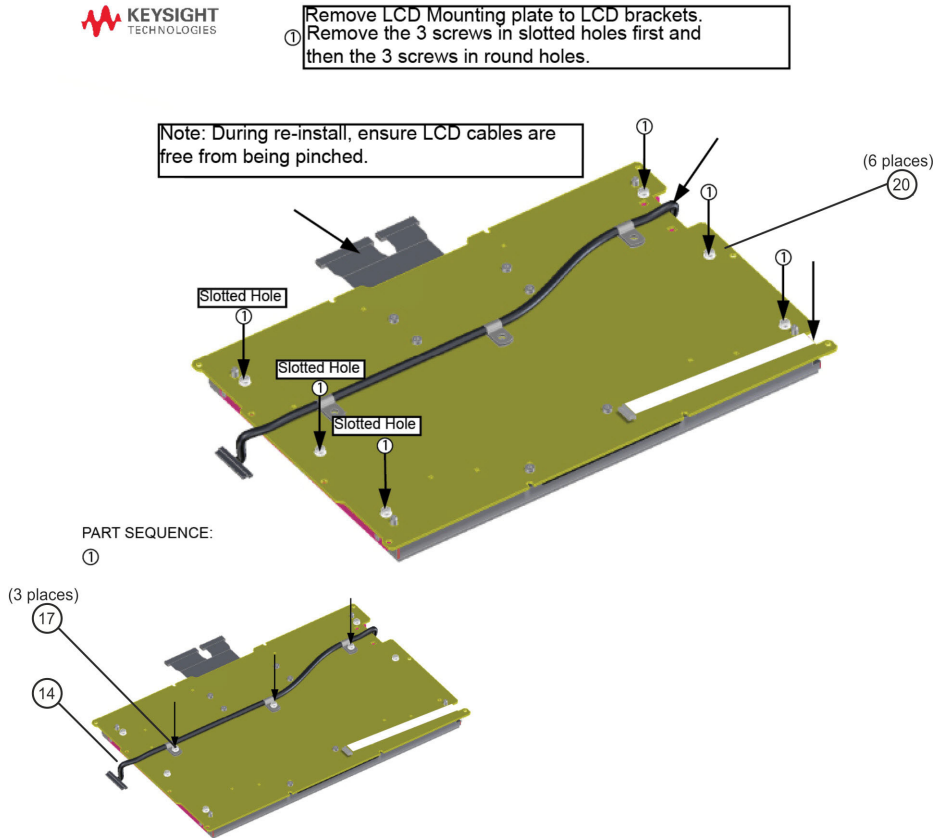 KEYSIGHT
TECHNOLOGIES
Remove LCD Mounting plate to LCD brackets.
① Remove the 3 screws in slotted holes first and
then the 3 screws in round holes.
Note: During re-install, ensure LCD cables are
free from being pinched.
①
(6 places)
20
①
①
Slotted Hole
①
Slotted Hole
①
Slotted Hole
①
PART SEQUENCE:
①
(3 places)
17
14